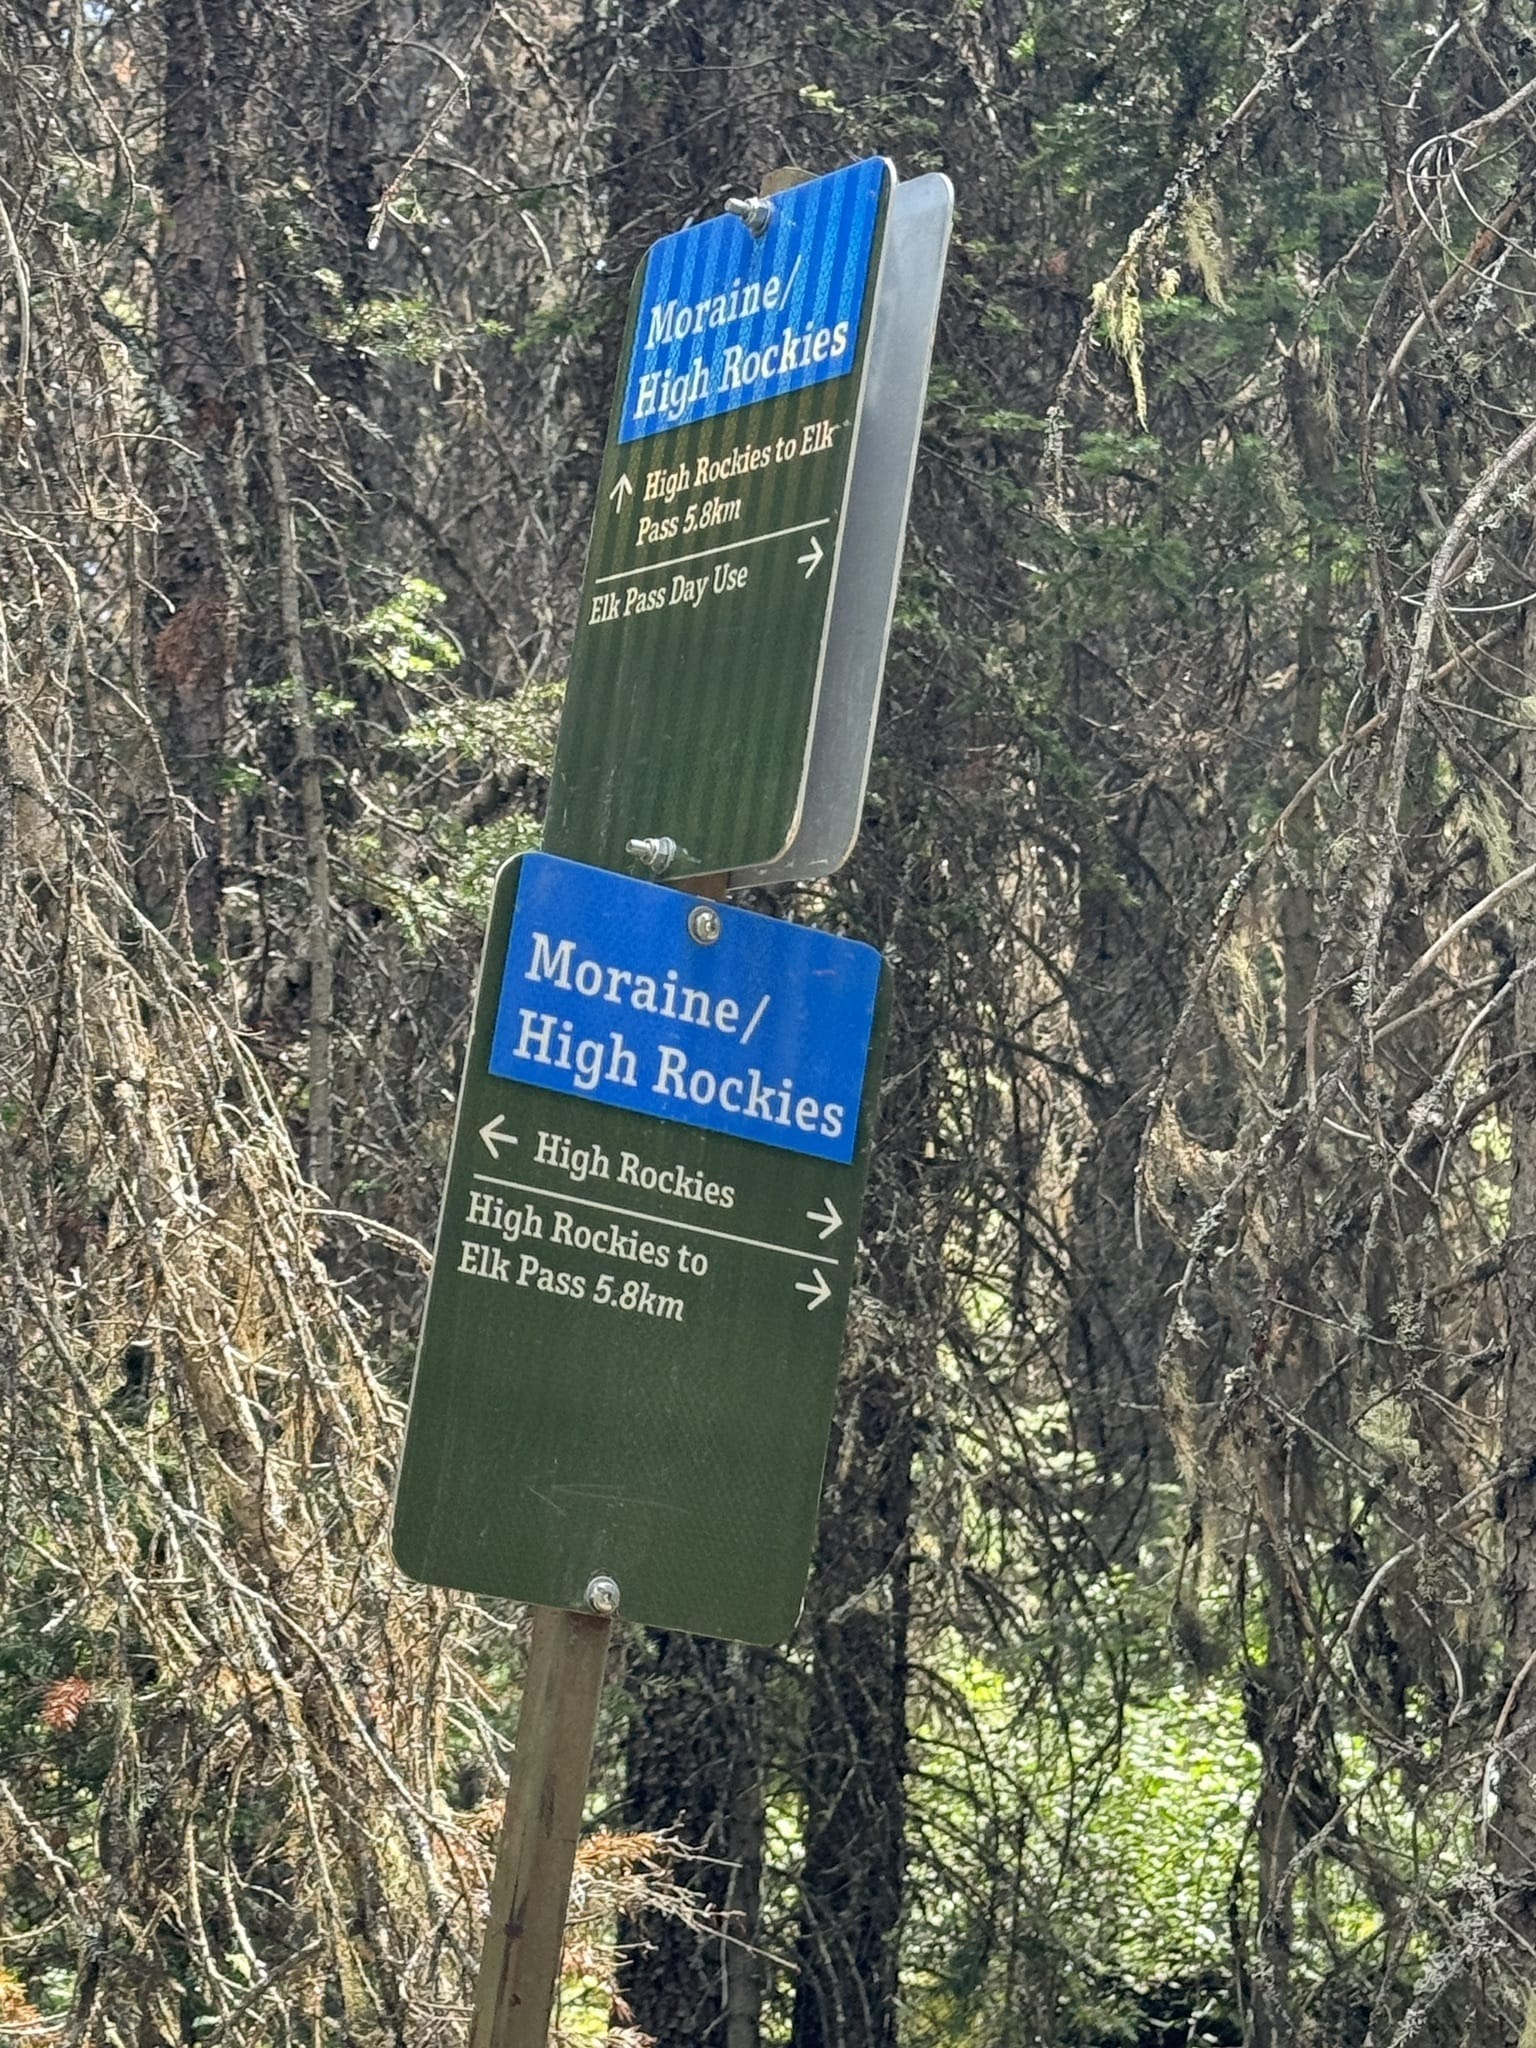 Moraine/
High Rockies
↑ High Rockies to Elk
Pass 5.8km
Elk Pass Day Use →
Moraine/
High Rockies
← High Rockies →
High Rockies to
Elk Pass 5.8km →